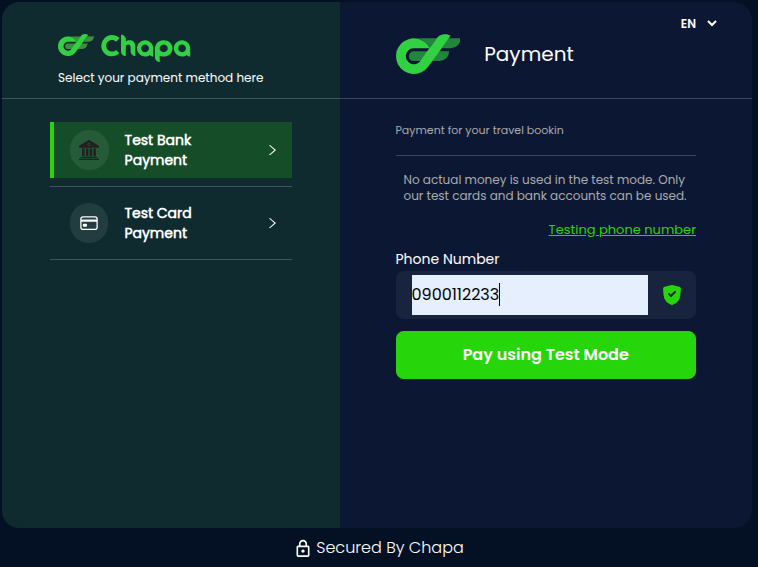 Chapa
Select your payment method here
Test Bank
Payment
Test Card
Payment
EN
Payment
Payment for your travel bookin
No actual money is used in the test mode. Only
our test cards and bank accounts can be used.
Testing phone number
Phone Number
0900112233
Pay using Test Mode
Secured By Chapa